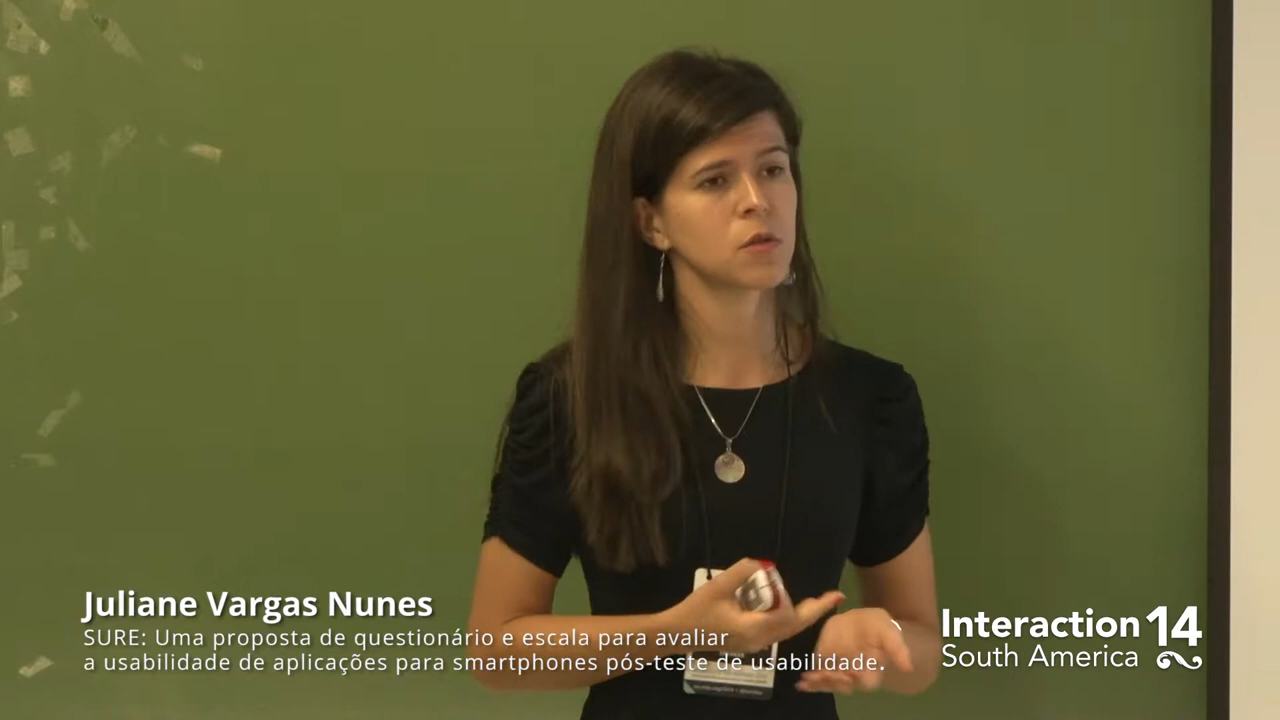 Juliane Vargas Nunes
SURE: Uma proposta de questionário e escala para avaliar
a usabilidade de aplicações para smartphones pós-teste de usabilidade.
Interaction 14
South America